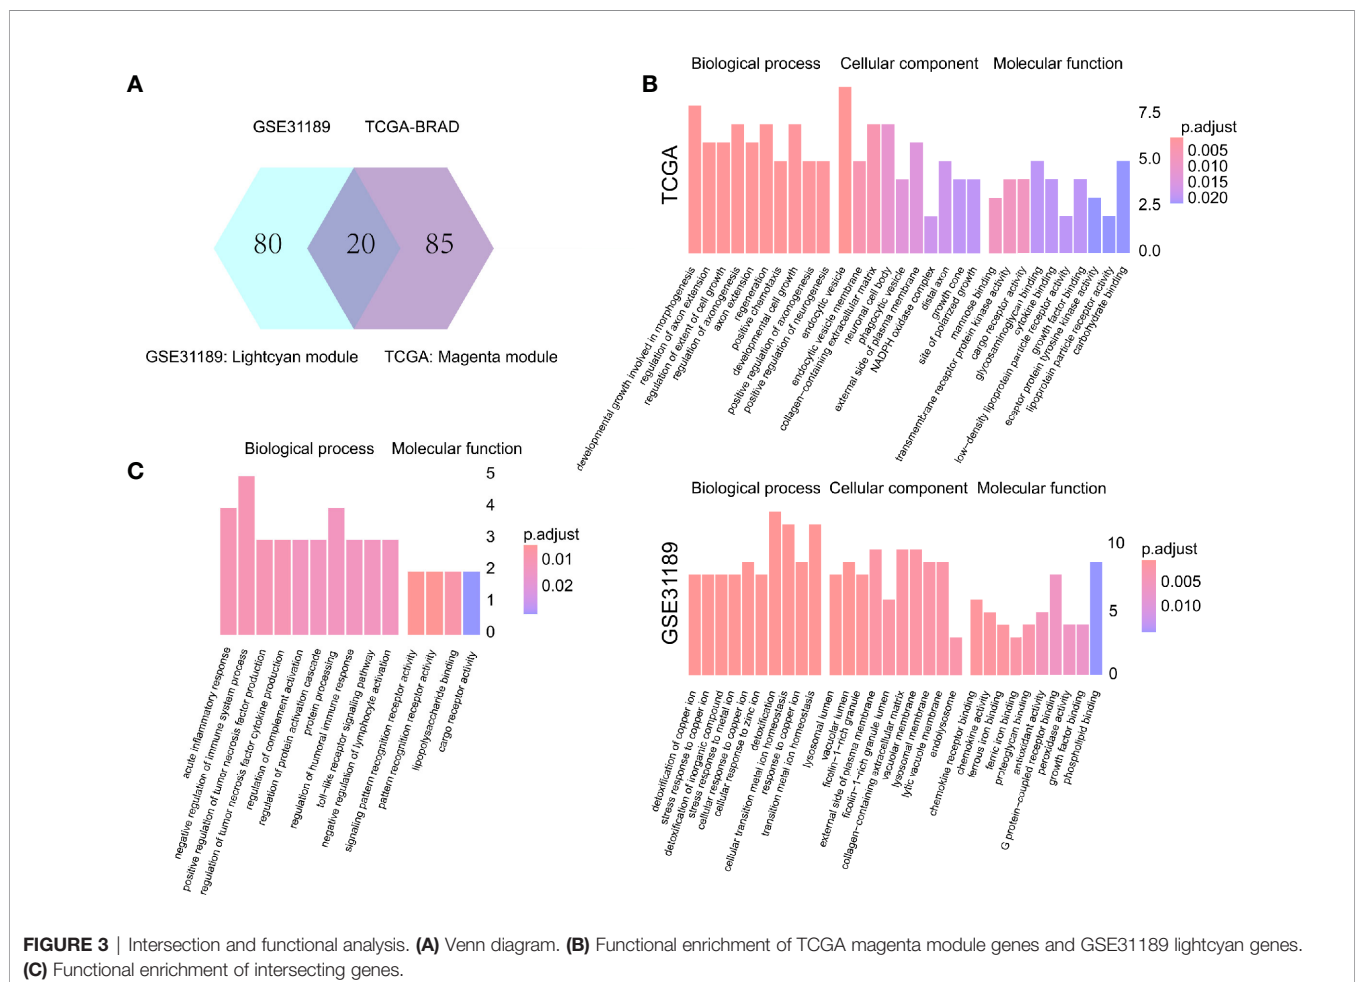 A
GSE31189
TCGA-BRAD
80
20
85
GSE31189: Lightcyan module
TCGA: Magenta module
B
Biological process
Cellular component
Molecular function
TCGA
7.5
5.0
2.5
0.0
p.adjust
0.005
0.010
0.015
0.020
developmental growth involved in morphogenesis
regulation of axon extension
regulation of extent of cell growth
regulation of axonogenesis
axon extension
regeneration
positive chemotaxis
developmental cell growth
positive regulation of axonogenesis
positive regulation of neurogenesis
endocytic vesicle
endocytic vesicle membrane
collagen−containing extracellular matrix
neuronal cell body
phagocytic vesicle
external side of plasma membrane
NADPH oxidase complex
distal axon
growth cone
site of polarized growth
mannose binding
transmembrane receptor protein kinase activity
cargo receptor activity
glycosaminoglycan binding
cytokine binding
low−density lipoprotein particle receptor activity
growth factor binding
eceptor protein tyrosine kinase activity
lipoprotein particle receptor activity
carbohydrate binding
C
Biological process
Molecular function
5
4
3
2
1
0
p.adjust
0.01
0.02
acute inflammatory response
negative regulation of immune system process
positive regulation of tumor necrosis factor production
regulation of tumor necrosis factor cytokine production
regulation of complement activation
regulation of protein activation cascade
protein processing
regulation of humoral immune response
toll−like receptor signaling pathway
negative regulation of lymphocyte activation
signaling pattern recognition receptor activity
pattern recognition receptor activity
lipopolysaccharide binding
cargo receptor activity
Biological process
Cellular component
Molecular function
GSE31189
10
5
0
p.adjust
0.005
0.010
detoxification of copper ion
stress response to copper ion
detoxification of inorganic compound
stress response to metal ion
cellular response to copper ion
cellular response to zinc ion
detoxification
cellular transition metal ion homeostasis
response to copper ion
transition metal ion homeostasis
lysosomal lumen
vacuolar lumen
ficolin−1−rich granule
external side of plasma membrane
ficolin−1−rich granule lumen
collagen−containing extracellular matrix
vacuolar membrane
lysosomal membrane
lytic vacuole membrane
endolysosome
chemokine receptor binding
chemokine activity
ferrous iron binding
ferric iron binding
proteoglycan binding
antioxidant activity
G protein−coupled receptor binding
peroxidase activity
growth factor binding
phospholipid binding
FIGURE 3 | Intersection and functional analysis. (A) Venn diagram. (B) Functional enrichment of TCGA magenta module genes and GSE31189 lightcyan genes.
(C) Functional enrichment of intersecting genes.